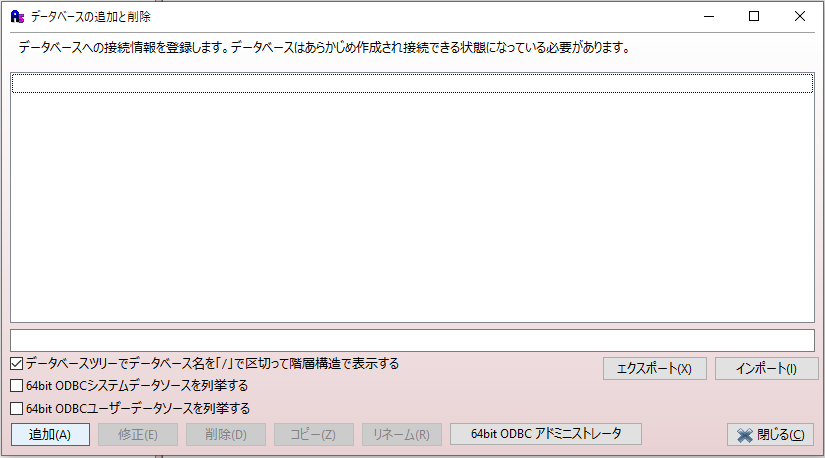 データベースの追加と削除
データベースへの接続情報を登録します。データベースはあらかじめ作成され接続できる状態になっている必要があります。
データベースツリーでデータベース名を「/」で区切って階層構造で表示する
エクスポート(X) インポート(I)
64bit ODBCシステムデータソースを列挙する
64bit ODBCユーザーデータソースを列挙する
追加(A) 修正(E) 削除(D) コピー(Z) リネーム(R) 64bit ODBC アドミニストレータ 閉じる(C)